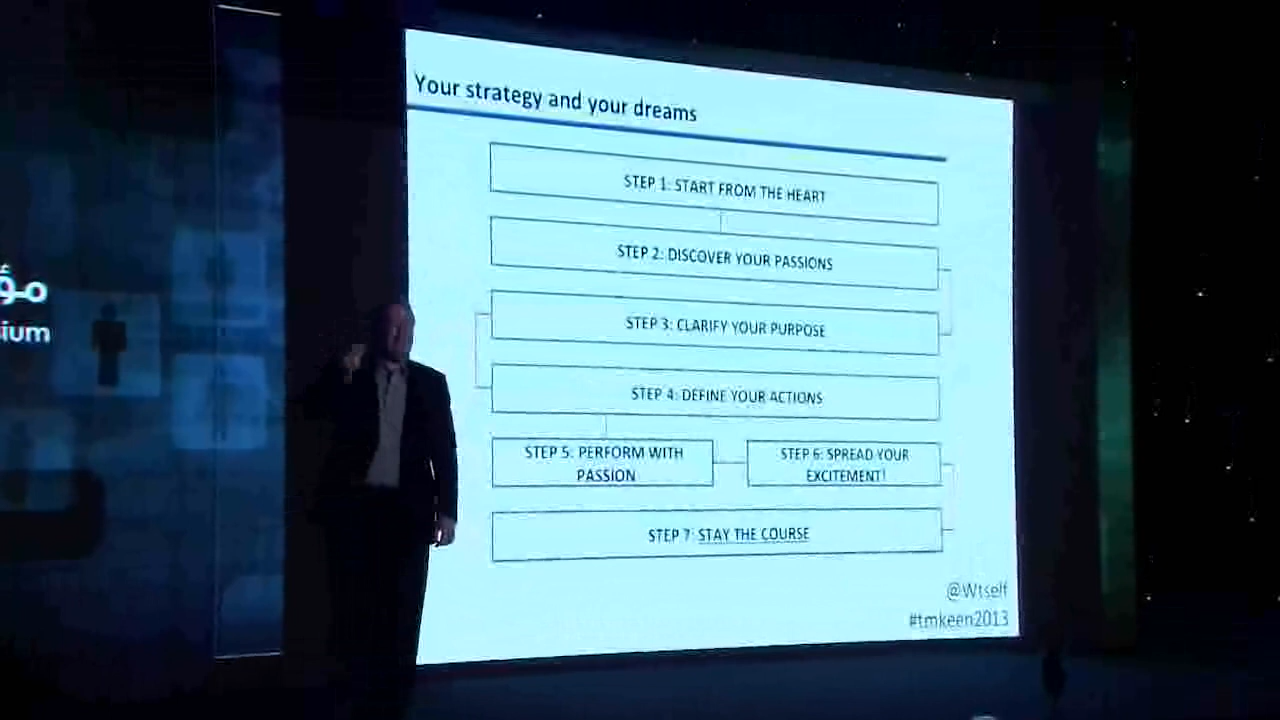 Your strategy and your dreams
STEP 1: START FROM THE HEART
STEP 2: DISCOVER YOUR PASSIONS
STEP 3: CLARIFY YOUR PURPOSE
STEP 4: DEFINE YOUR ACTIONS
STEP 5: PERFORM WITH
PASSION
STEP 6: SPREAD YOUR
EXCITEMENT!
STEP 7: STAY THE COURSE
@Wtself
#tmkeen2013